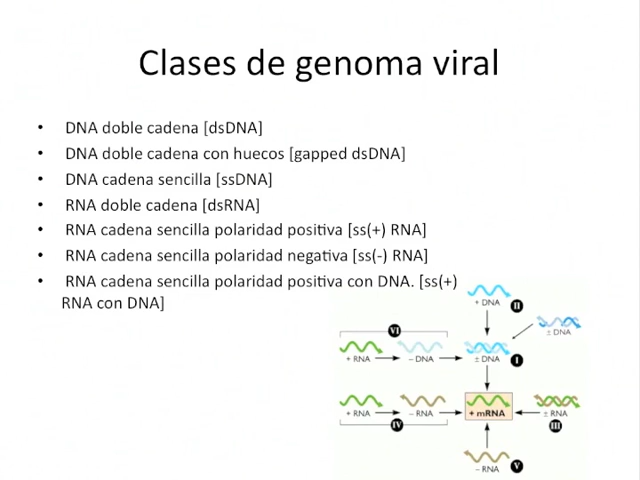 Clases de genoma viral
• DNA doble cadena [dsDNA]
• DNA doble cadena con huecos [gapped dsDNA]
• DNA cadena sencilla [ssDNA]
• RNA doble cadena [dsRNA]
• RNA cadena sencilla polaridad positiva [ss(+) RNA]
• RNA cadena sencilla polaridad negativa [ss(-) RNA]
• RNA cadena sencilla polaridad positiva con DNA. [ss(+)
RNA con DNA]
+ DNA
II
± DNA
VI
+ RNA
– DNA
± DNA
I
+ RNA
– RNA
+ mRNA
± RNA
IV
III
– RNA
V